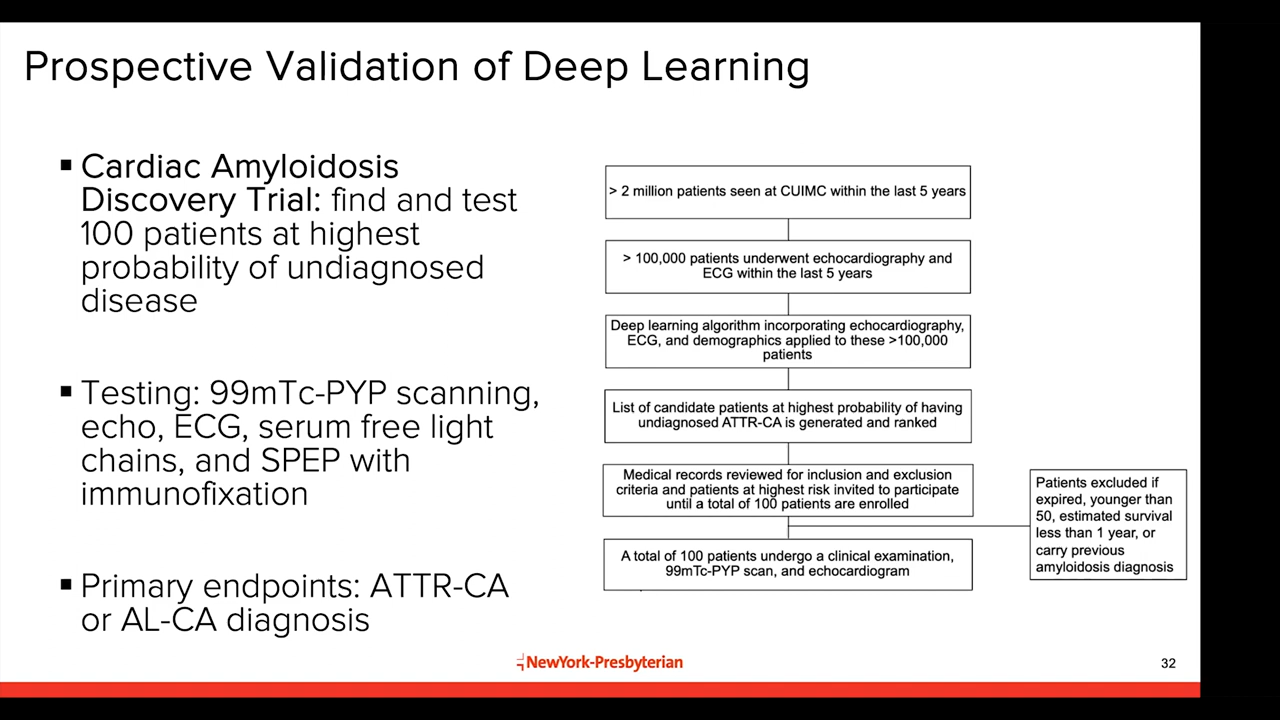 Prospective Validation of Deep Learning
▪ Cardiac Amyloidosis
Discovery Trial: find and test
100 patients at highest
probability of undiagnosed
disease
▪ Testing: 99mTc-PYP scanning,
echo, ECG, serum free light
chains, and SPEP with
immunofixation
▪ Primary endpoints: ATTR-CA
or AL-CA diagnosis
> 2 million patients seen at CUIMC within the last 5 years
> 100,000 patients underwent echocardiography and
ECG within the last 5 years
Deep learning algorithm incorporating echocardiography,
ECG, and demographics applied to these >100,000
patients
List of candidate patients at highest probability of having
undiagnosed ATTR-CA is generated and ranked
Medical records reviewed for inclusion and exclusion
criteria and patients at highest risk invited to participate
until a total of 100 patients are enrolled
Patients excluded if
expired, younger than
50, estimated survival
less than 1 year, or
carry previous
amyloidosis diagnosis
A total of 100 patients undergo a clinical examination,
99mTc-PYP scan, and echocardiogram
NewYork-Presbyterian
32